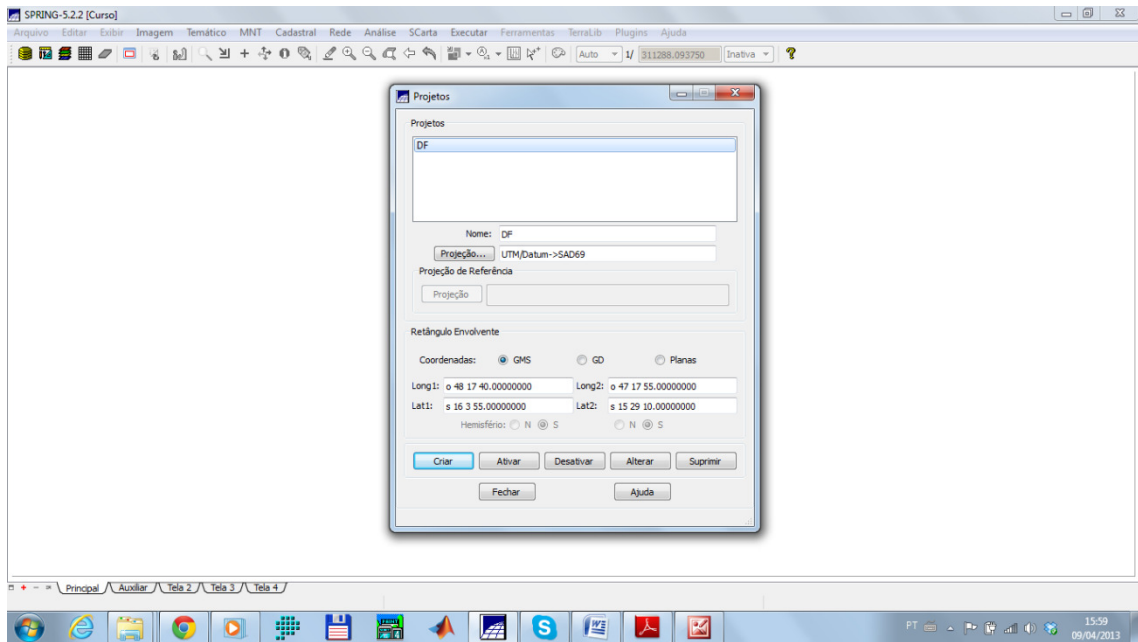 SPRING-5.2.2 [Curso]
Arquivo Editar Exibir Imagem Temático MNT Cadastral Rede Análise SCarta Executar Ferramentas TerraLib Plugins Ajuda
Auto 1/ 311288.093750 Inativa
Projetos
Projetos
DF
Nome: DF
Projeção... UTM/Datum->SAD69
Projeção de Referência
Projeção
Retângulo Envolvente
Coordenadas: GMS GD Planas
Long1: o 48 17 40.00000000 Long2: o 47 17 55.00000000
Lat1: s 16 3 55.00000000 Lat2: s 15 29 10.00000000
Hemisfério: N S N S
Criar Ativar Desativar Alterar Suprimir
Fechar Ajuda
Principal Auxiliar Tela 2 Tela 3 Tela 4
PT 15:59
09/04/2013